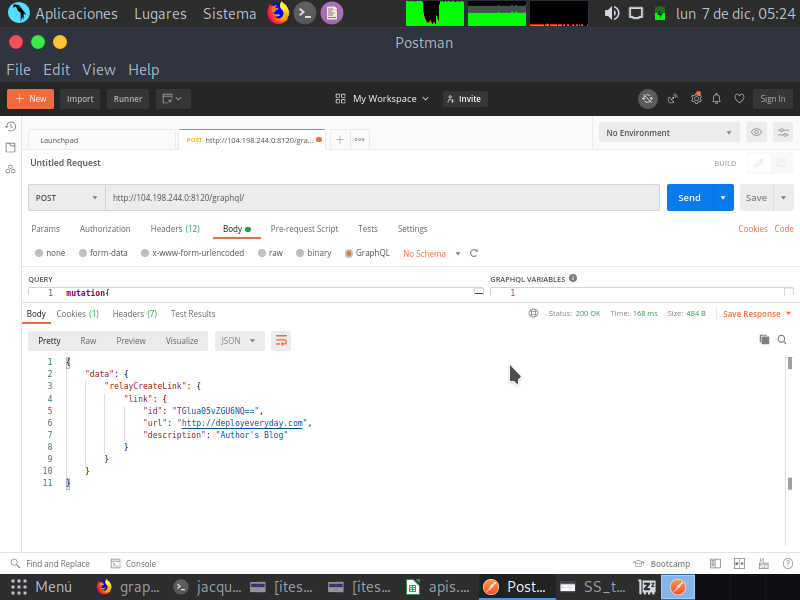 Aplicaciones Lugares Sistema lun 7 de dic, 05:24
Postman
File Edit View Help
+ New Import Runner My Workspace Invite Sign In
Launchpad POST http://104.198.244.0:8120/gra... + ooo No Environment
Untitled Request BUILD
POST http://104.198.244.0:8120/graphql/ Send Save
Params Authorization Headers (12) Body Pre-request Script Tests Settings Cookies Code
none form-data x-www-form-urlencoded raw binary GraphQL No Schema
QUERY GRAPHQL VARIABLES
1 mutation{ 1
Body Cookies (1) Headers (7) Test Results Status: 200 OK Time: 168 ms Size: 484 B Save Response
Pretty Raw Preview Visualize JSON
1 {
2 "data": {
3 "relayCreateLink": {
4 "link": {
5 "id": "TGlua05vZGU6NQ==",
6 "url": "http://deployeveryday.com",
7 "description": "Author's Blog"
8 }
9 }
10 }
11 }
Find and Replace Console Bootcamp
Menú grap... jacqu... [ites... [ites... apis.... Post... SS_t...